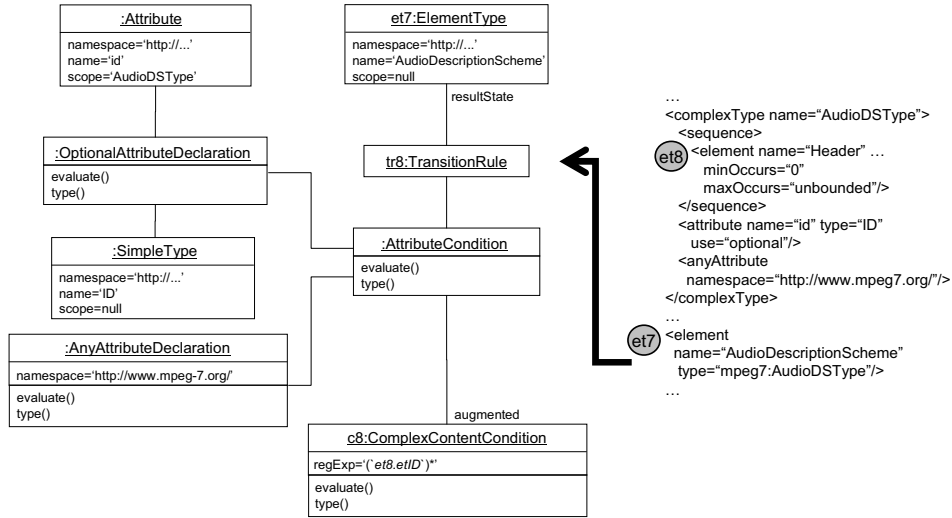 :Attribute
namespace=‘http://...’
name=‘id’
scope=‘AudioDSType’
et7:ElementType
namespace=‘http://...’
name=‘AudioDescriptionScheme’
scope=null
resultState
:OptionalAttributeDeclaration
evaluate()
type()
tr8:TransitionRule
:SimpleType
namespace=‘http://...’
name=‘ID’
scope=null
:AttributeCondition
evaluate()
type()
:AnyAttributeDeclaration
namespace=‘http://www.mpeg-7.org/’
evaluate()
type()
augmented
c8:ComplexContentCondition
regExp=‘(`et8.etID`)*’
evaluate()
type()
…
<complexType name=“AudioDSType”>
<sequence>
et8 <element name=“Header” …
minOccurs=“0”
maxOccurs=“unbounded”/>
</sequence>
<attribute name=“id” type=“ID”
use=“optional”/>
<anyAttribute
namespace=“http://www.mpeg7.org/”/>
</complexType>
…
et7 <element
name=“AudioDescriptionScheme”
type=“mpeg7:AudioDSType”/>
…